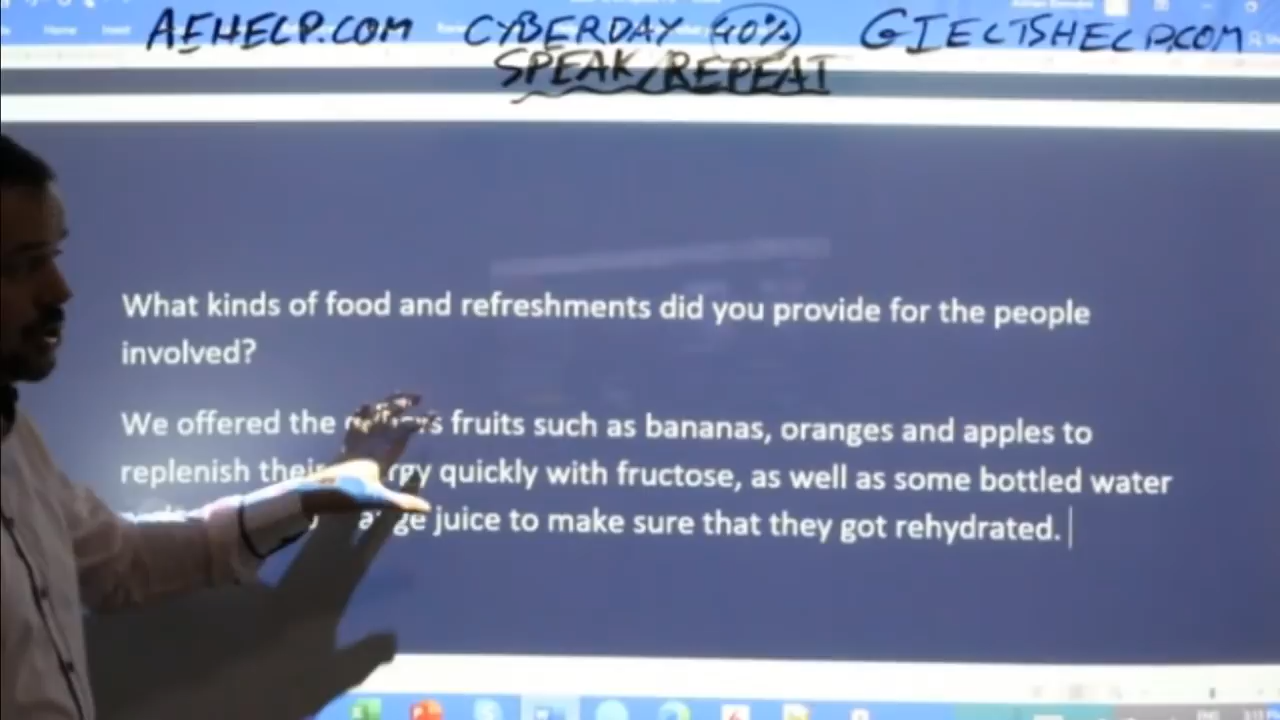 AEHELP.COM CYBERDAY 40% GIELTSHELP.COM
SPEAK/REPEAT
What kinds of food and refreshments did you provide for the people
involved?
We offered the fruits such as bananas, oranges and apples to
replenish their quickly with fructose, as well as some bottled water
juice to make sure that they got rehydrated.